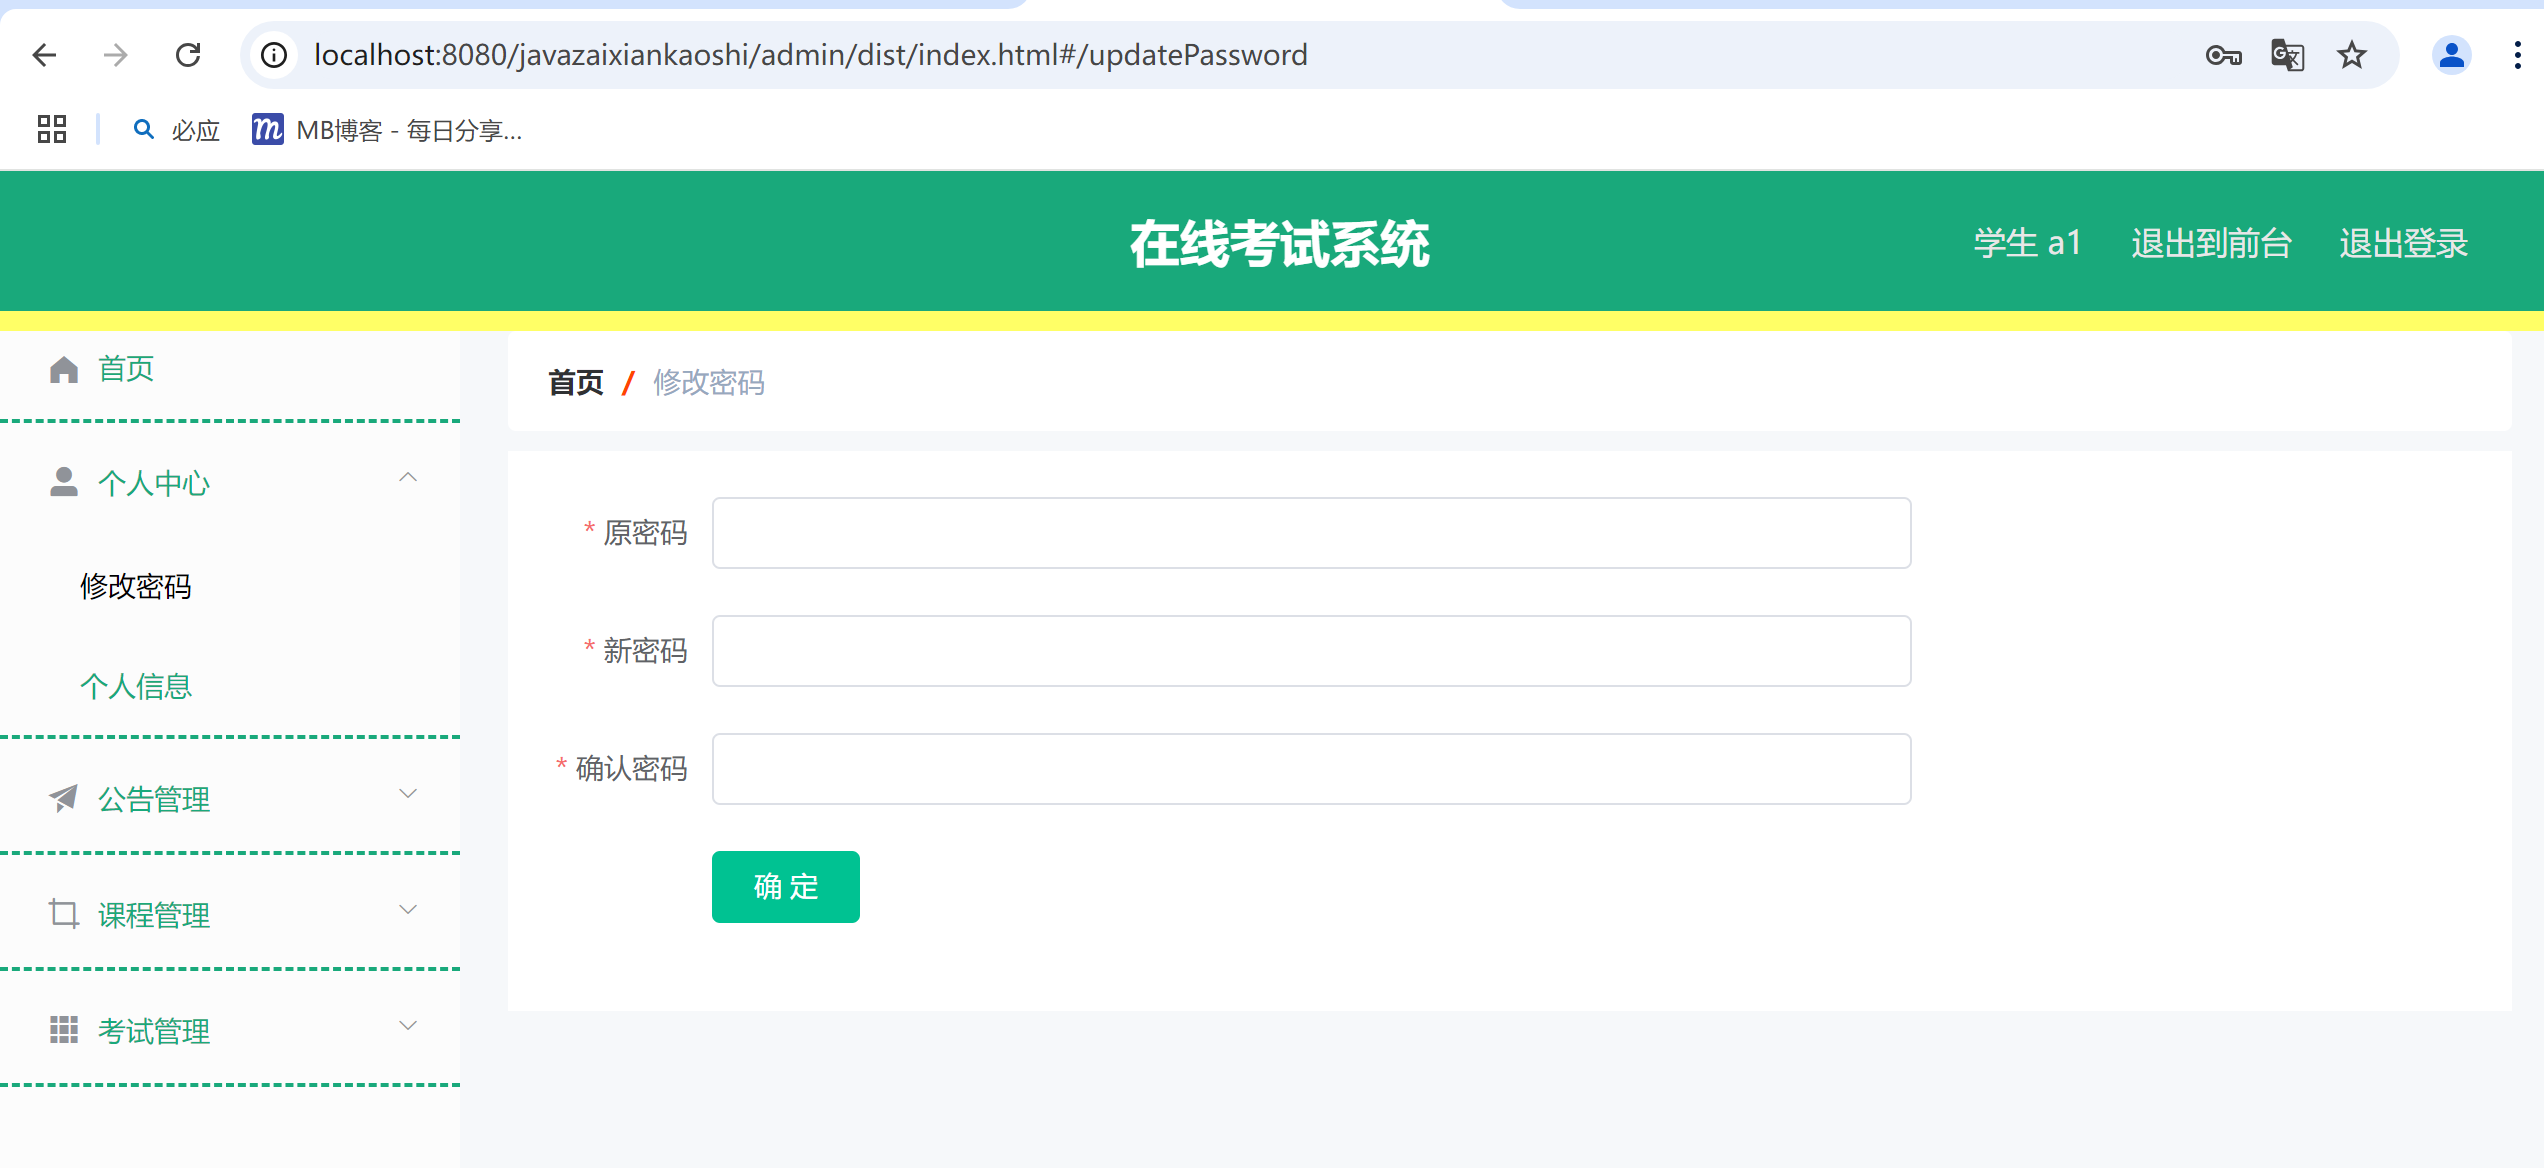 localhost:8080/javazaixiankaoshi/admin/dist/index.html#/updatePassword
必应
MB博客 - 每日分享...
在线考试系统
学生 a1
退出到前台
退出登录
首页
个人中心
修改密码
个人信息
公告管理
课程管理
考试管理
首页 / 修改密码
* 原密码
* 新密码
* 确认密码
确 定